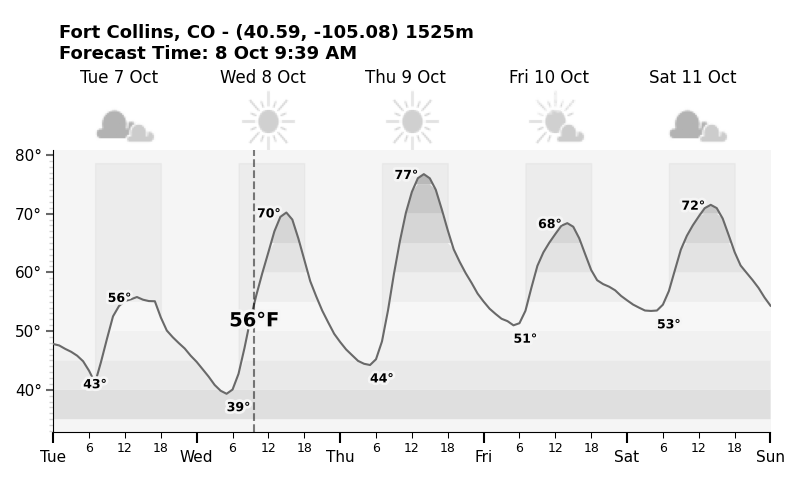 Fort Collins, CO - (40.59, -105.08) 1525m
Forecast Time: 8 Oct 9:39 AM
Tue 7 Oct Wed 8 Oct Thu 9 Oct Fri 10 Oct Sat 11 Oct
80°
77°
70° 70° 68° 72°
60°
56°
56°F
50° 51° 53°
43° 44°
40° 39°
6 12 18 6 12 18 6 12 18 6 12 18 6 12 18
Tue Wed Thu Fri Sat Sun